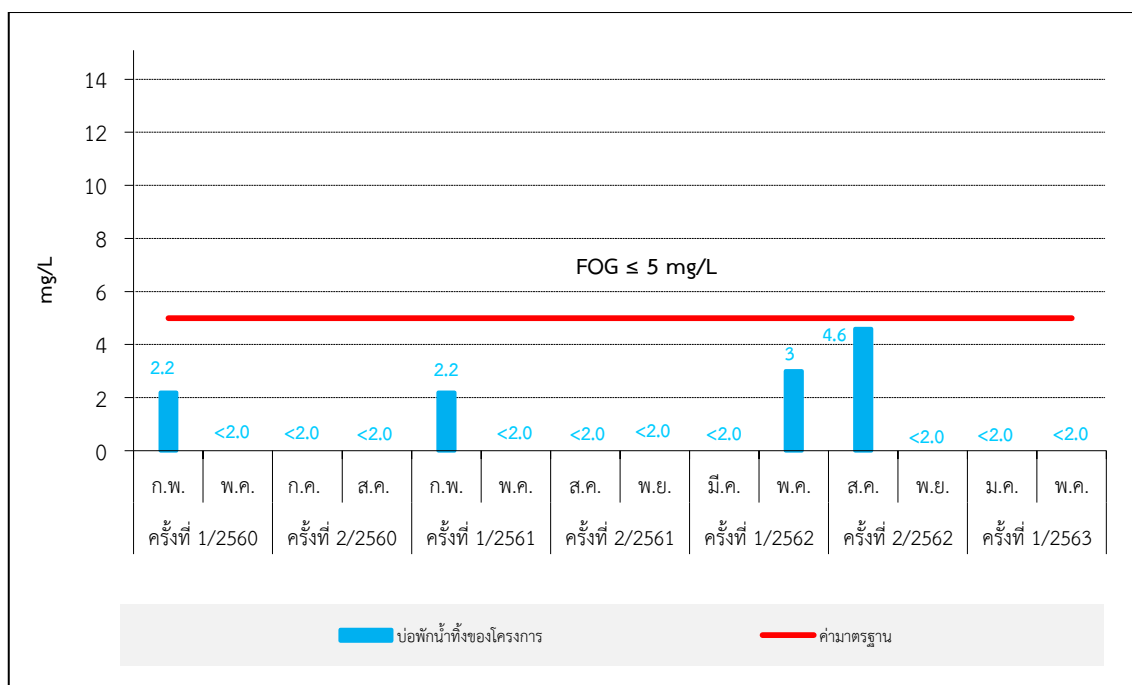 14
12
10
8
6
4
2
0
mg/L
FOG ≤ 5 mg/L
2.2 <2.0 <2.0 <2.0 2.2 <2.0 <2.0 <2.0 <2.0 3 4.6 <2.0 <2.0 <2.0
ก.พ. พ.ค. ก.ค. ส.ค. ก.พ. พ.ค. ส.ค. พ.ย. มี.ค. พ.ค. ส.ค. พ.ย. ม.ค. พ.ค.
ครั้งที่ 1/2560 ครั้งที่ 2/2560 ครั้งที่ 1/2561 ครั้งที่ 2/2561 ครั้งที่ 1/2562 ครั้งที่ 2/2562 ครั้งที่ 1/2563
บ่อพักน้ำทิ้งของโครงการ ค่ามาตรฐาน